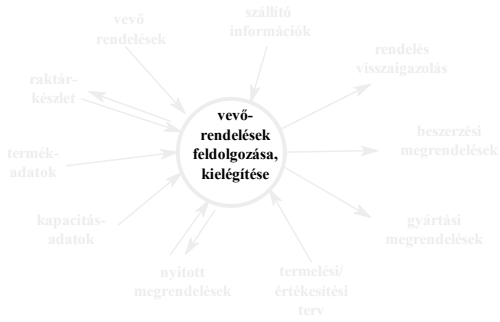 vevő
rendelések
szállító
információk
rendelés
visszaigazolás
raktár-
készlet
vevő-
rendelések
feldolgozása,
kielégítése
beszerzési
megrendelések
termék-
adatok
kapacitás-
adatok
gyártási
megrendelések
nyitott
megrendelések
termelési/
értékesítési
terv